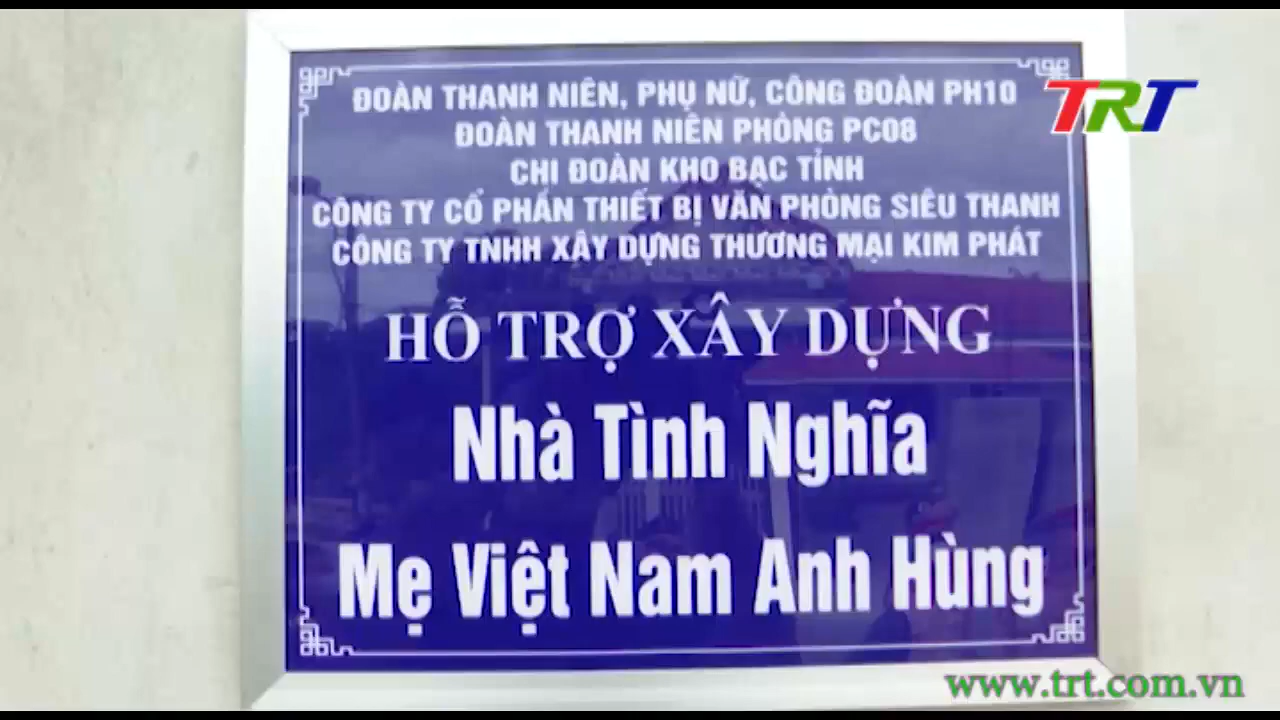 ĐOÀN THANH NIÊN, PHỤ NỮ, CÔNG ĐOÀN PH10
TRT
ĐOÀN THANH NIÊN PHÒNG PC08
CHI ĐOÀN KHO BẠC TỈNH
CÔNG TY CỔ PHẦN THIẾT BỊ VĂN PHÒNG SIÊU THANH
CÔNG TY TNHH XÂY DỰNG THƯƠNG MẠI KIM PHÁT
HỖ TRỢ XÂY DỰNG
Nhà Tình Nghĩa
Mẹ Việt Nam Anh Hùng
www.trt.com.vn